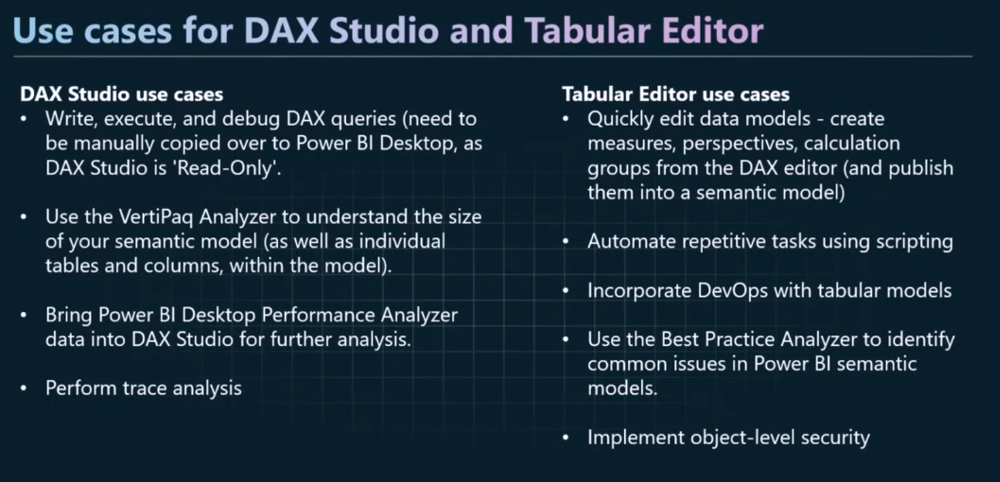 Use cases for DAX Studio and Tabular Editor
DAX Studio use cases
• Write, execute, and debug DAX queries (need to
be manually copied over to Power BI Desktop, as
DAX Studio is 'Read-Only'.
• Use the VertiPaq Analyzer to understand the size
of your semantic model (as well as individual
tables and columns, within the model).
• Bring Power BI Desktop Performance Analyzer
data into DAX Studio for further analysis.
• Perform trace analysis
Tabular Editor use cases
• Quickly edit data models - create
measures, perspectives, calculation
groups from the DAX editor (and publish
them into a semantic model)
• Automate repetitive tasks using scripting
• Incorporate DevOps with tabular models
• Use the Best Practice Analyzer to identify
common issues in Power BI semantic
models.
• Implement object-level security